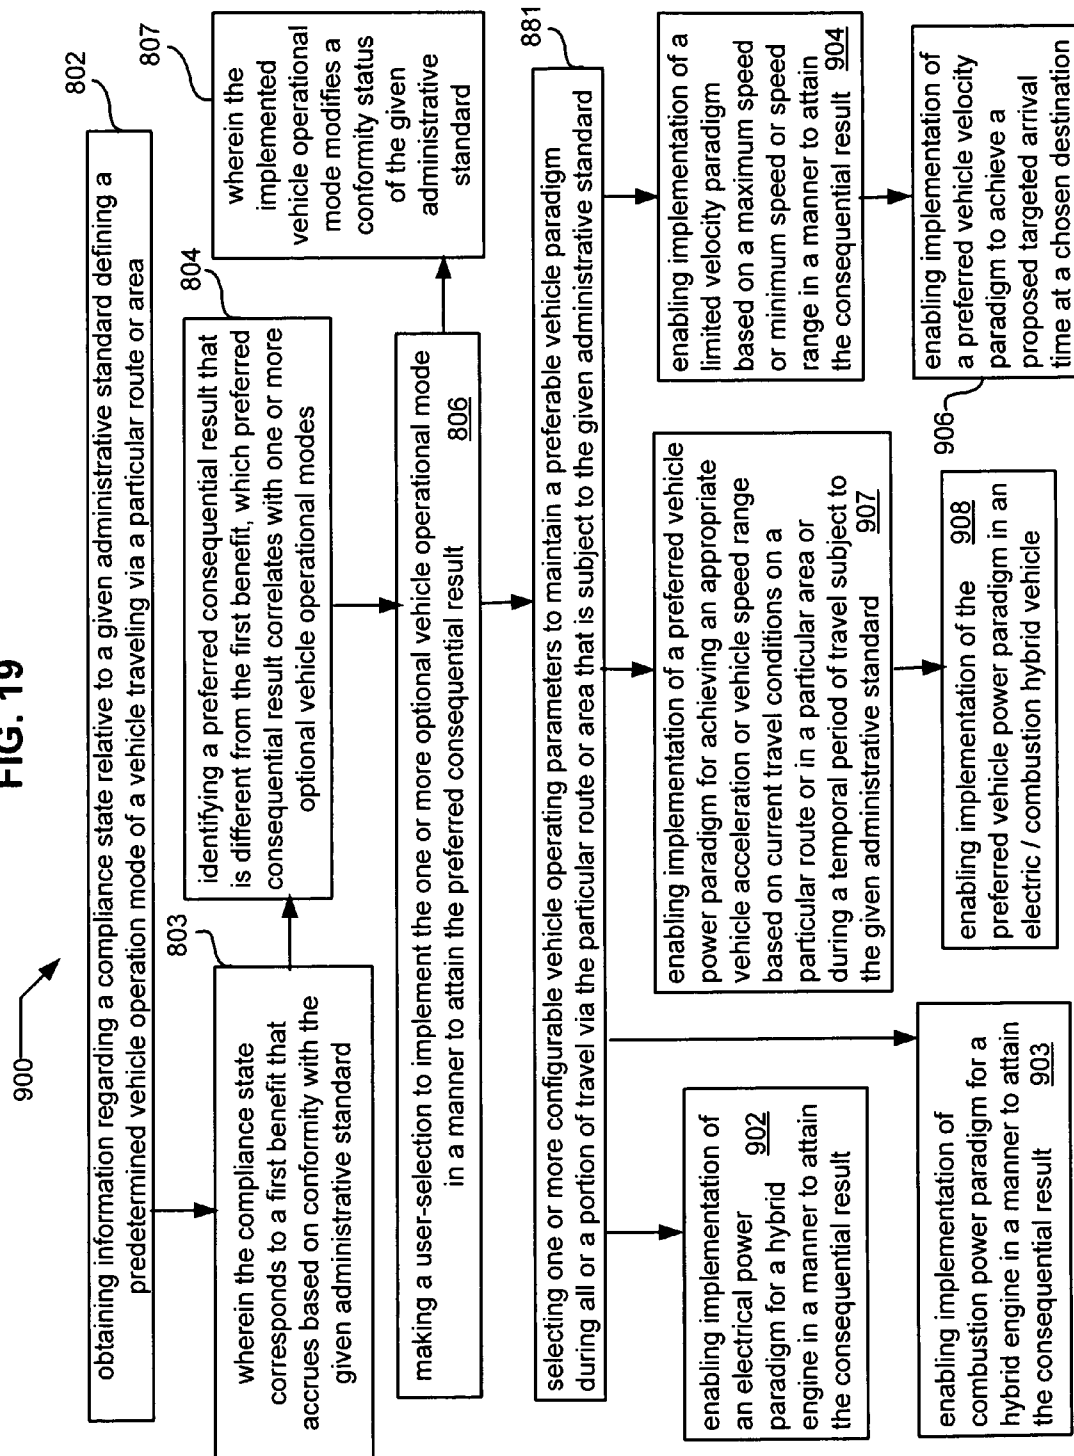 FIG. 19
900
802
obtaining information regarding a compliance state relative to a given administrative standard defining a
predetermined vehicle operation mode of a vehicle traveling via a particular route or area
803
wherein the compliance state
corresponds to a first benefit that
accrues based on conformity with the
given administrative standard
804
identifying a preferred consequential result that
is different from the first benefit, which preferred
consequential result correlates with one or more
optional vehicle operational modes
807
wherein the
implemented
vehicle operational
mode modifies a
conformity status
of the given
administrative
standard
making a user-selection to implement the one or more optional vehicle operational mode
in a manner to attain the preferred consequential result 806
881
selecting one or more configurable vehicle operating parameters to maintain a preferable vehicle paradigm
during all or a portion of travel via the particular route or area that is subject to the given administrative standard
enabling implementation of
an electrical power 902
paradigm for a hybrid
engine in a manner to attain
the consequential result
enabling implementation of
combustion power paradigm for a
hybrid engine in a manner to attain
the consequential result 903
enabling implementation of a preferred vehicle
power paradigm for achieving an appropriate
vehicle acceleration or vehicle speed range
based on current travel conditions on a
particular route or in a particular area or
during a temporal period of travel subject to
the given administrative standard 907
enabling implementation of the 908
preferred vehicle power paradigm in an
electric / combustion hybrid vehicle
enabling implementation of a
limited velocity paradigm
based on a maximum speed
or minimum speed or speed
range in a manner to attain
the consequential result 904
906
enabling implementation of
a preferred vehicle velocity
paradigm to achieve a
proposed targeted arrival
time at a chosen destination